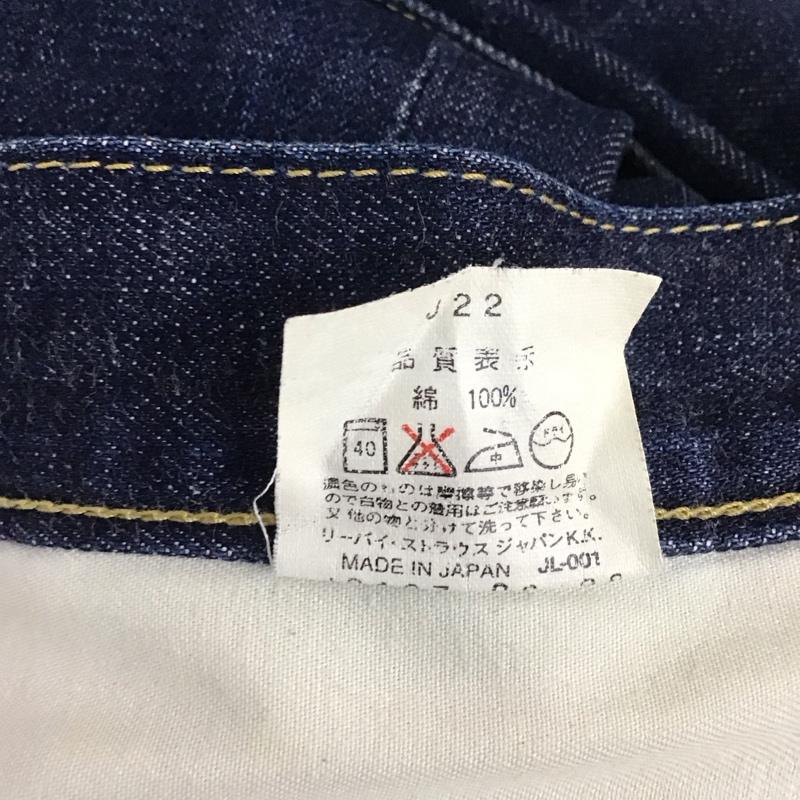 J22
品質表示
綿 100%
40 中
濃色のものは摩擦等で移染し易い
ので白物との着用はご注意願います。
又他の物と分けて洗って下さい。
リーバイ・ストラウス ジャパンK.K.
MADE IN JAPAN JL-001